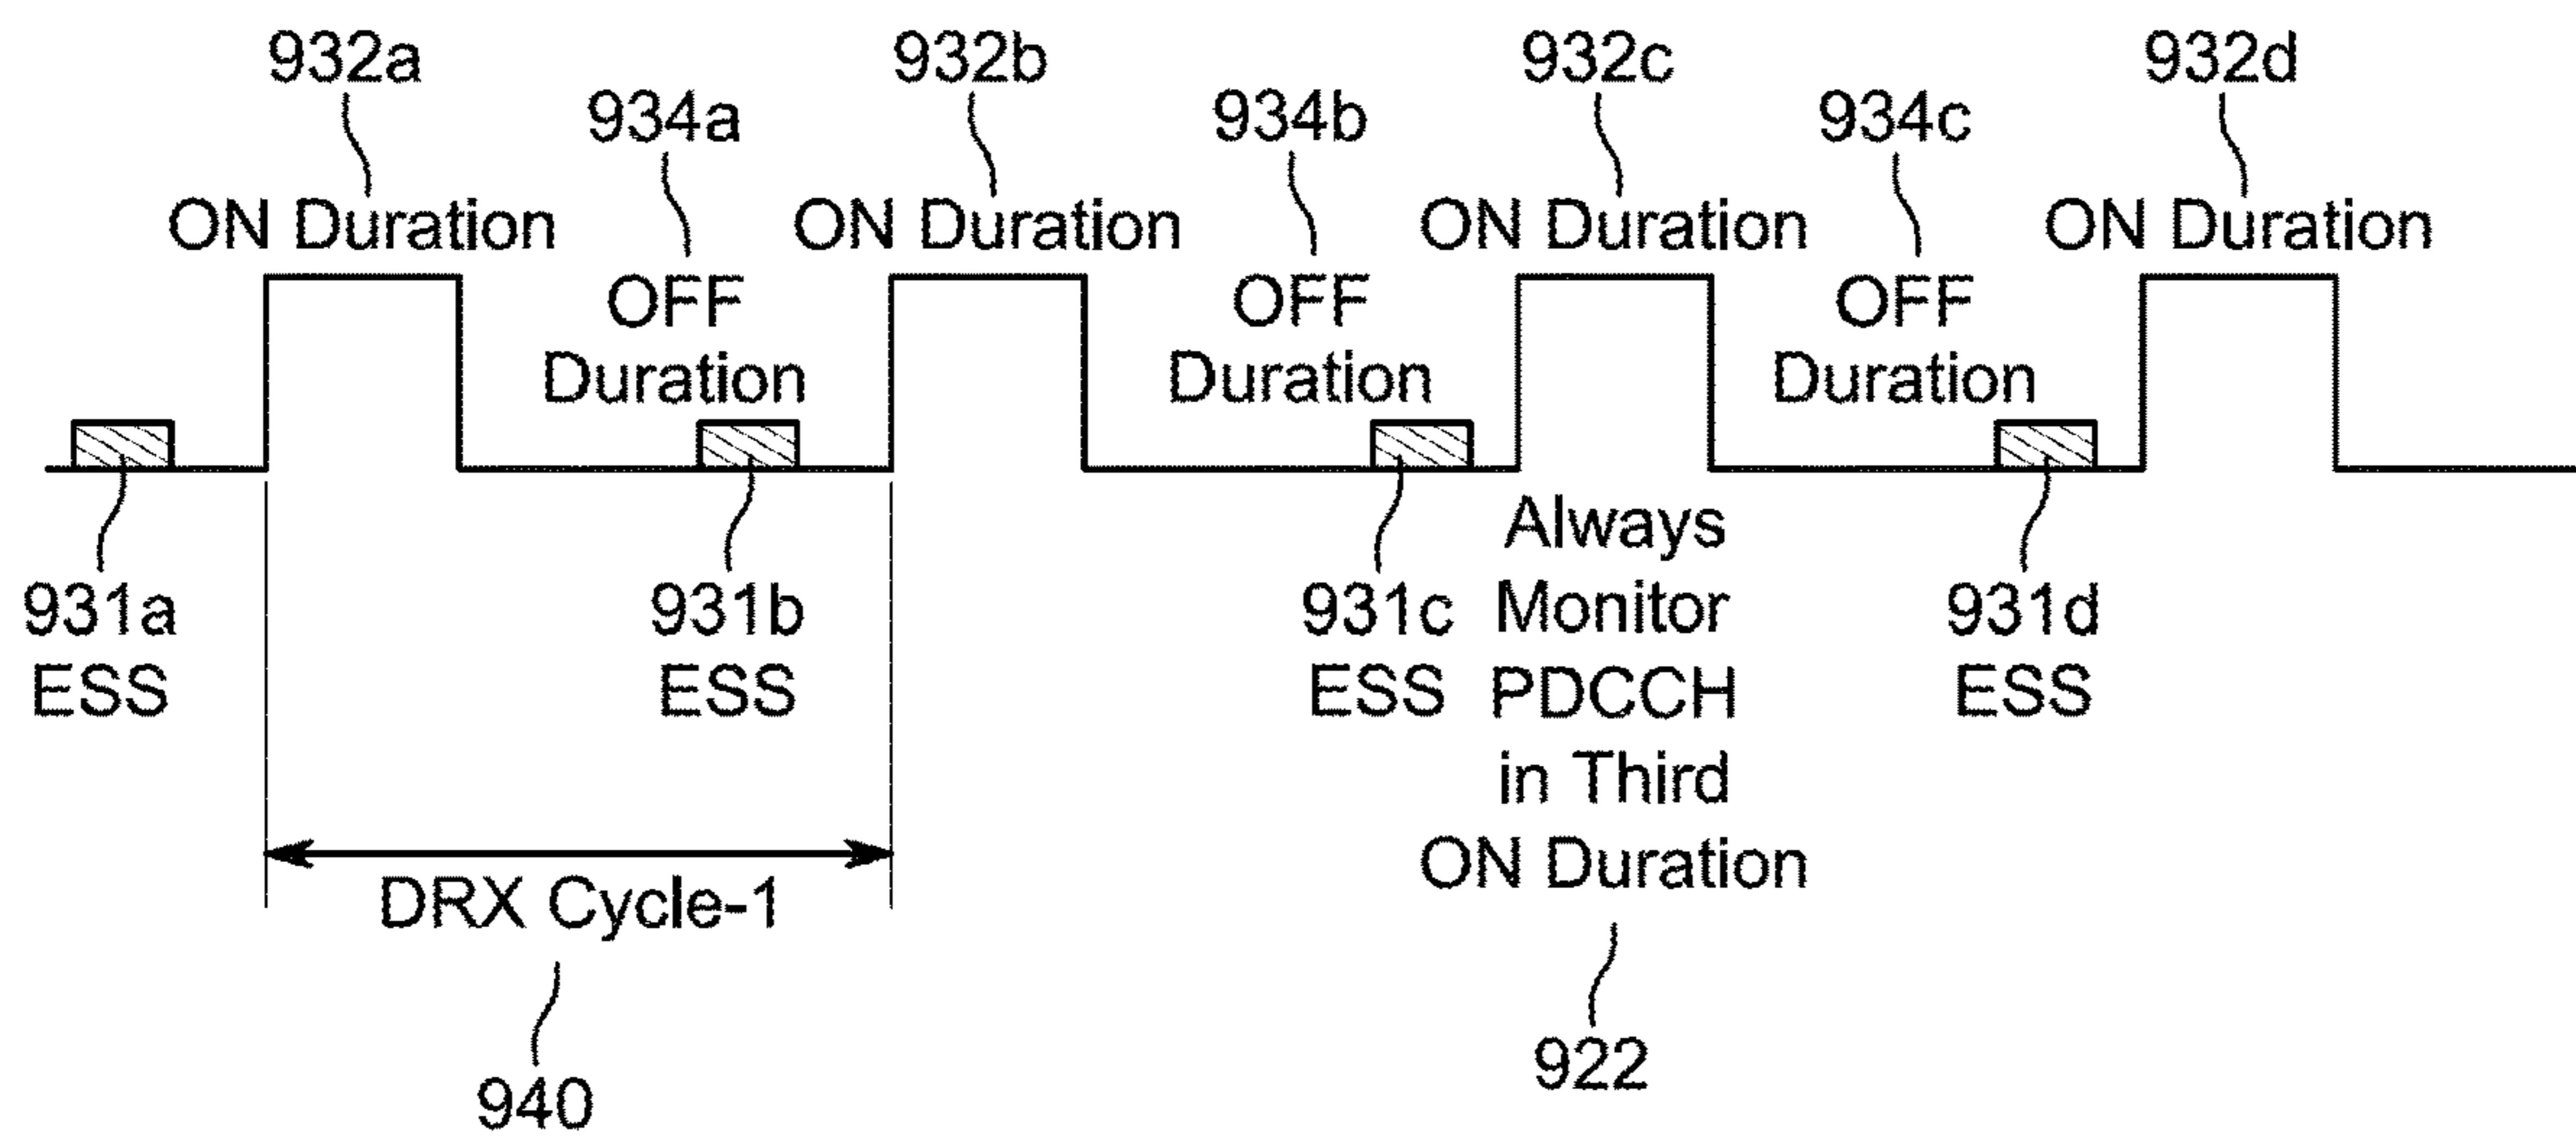 932a
932b
932c
932d
934a
934b
934c
ON Duration
ON Duration
ON Duration
ON Duration
OFF
Duration
OFF
Duration
OFF
Duration
931a
ESS
931b
ESS
931c
ESS
Always
Monitor
PDCCH
in Third
ON Duration
922
931d
ESS
DRX Cycle-1
940